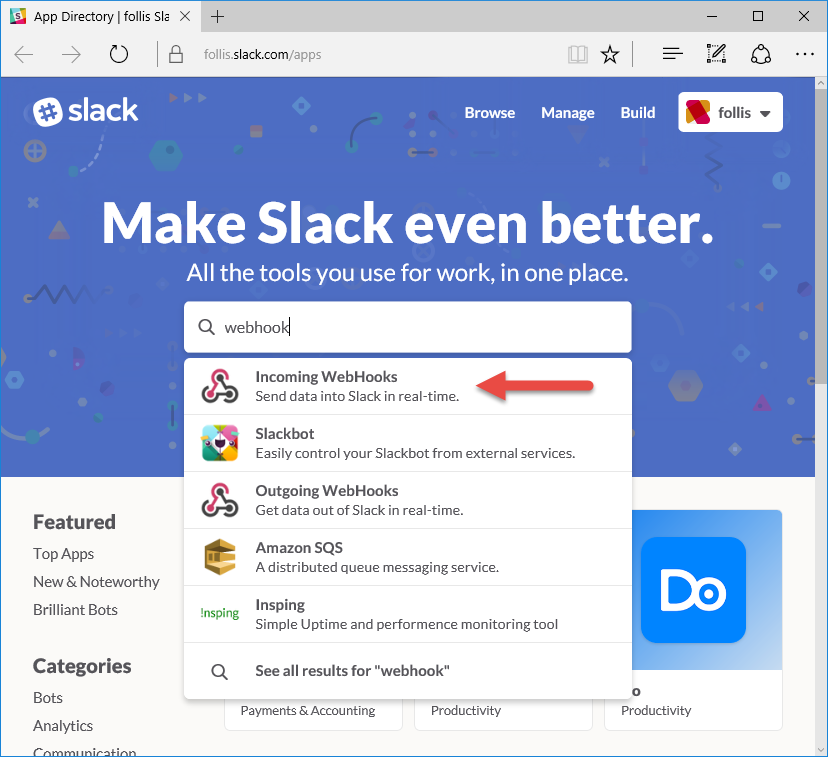 App Directory | follis Sla
follis.slack.com/apps
slack
Browse
Manage
Build
follis
Make Slack even better.
All the tools you use for work, in one place.
webhook
Incoming WebHooks
Send data into Slack in real-time.
Slackbot
Easily control your Slackbot from external services.
Outgoing WebHooks
Get data out of Slack in real-time.
Amazon SQS
A distributed queue messaging service.
!nsping
Insping
Simple Uptime and performence monitoring tool
See all results for "webhook"
Featured
Top Apps
New & Noteworthy
Brilliant Bots
Categories
Bots
Analytics
Communication
Do
o
Payments & Accounting
Productivity
Productivity